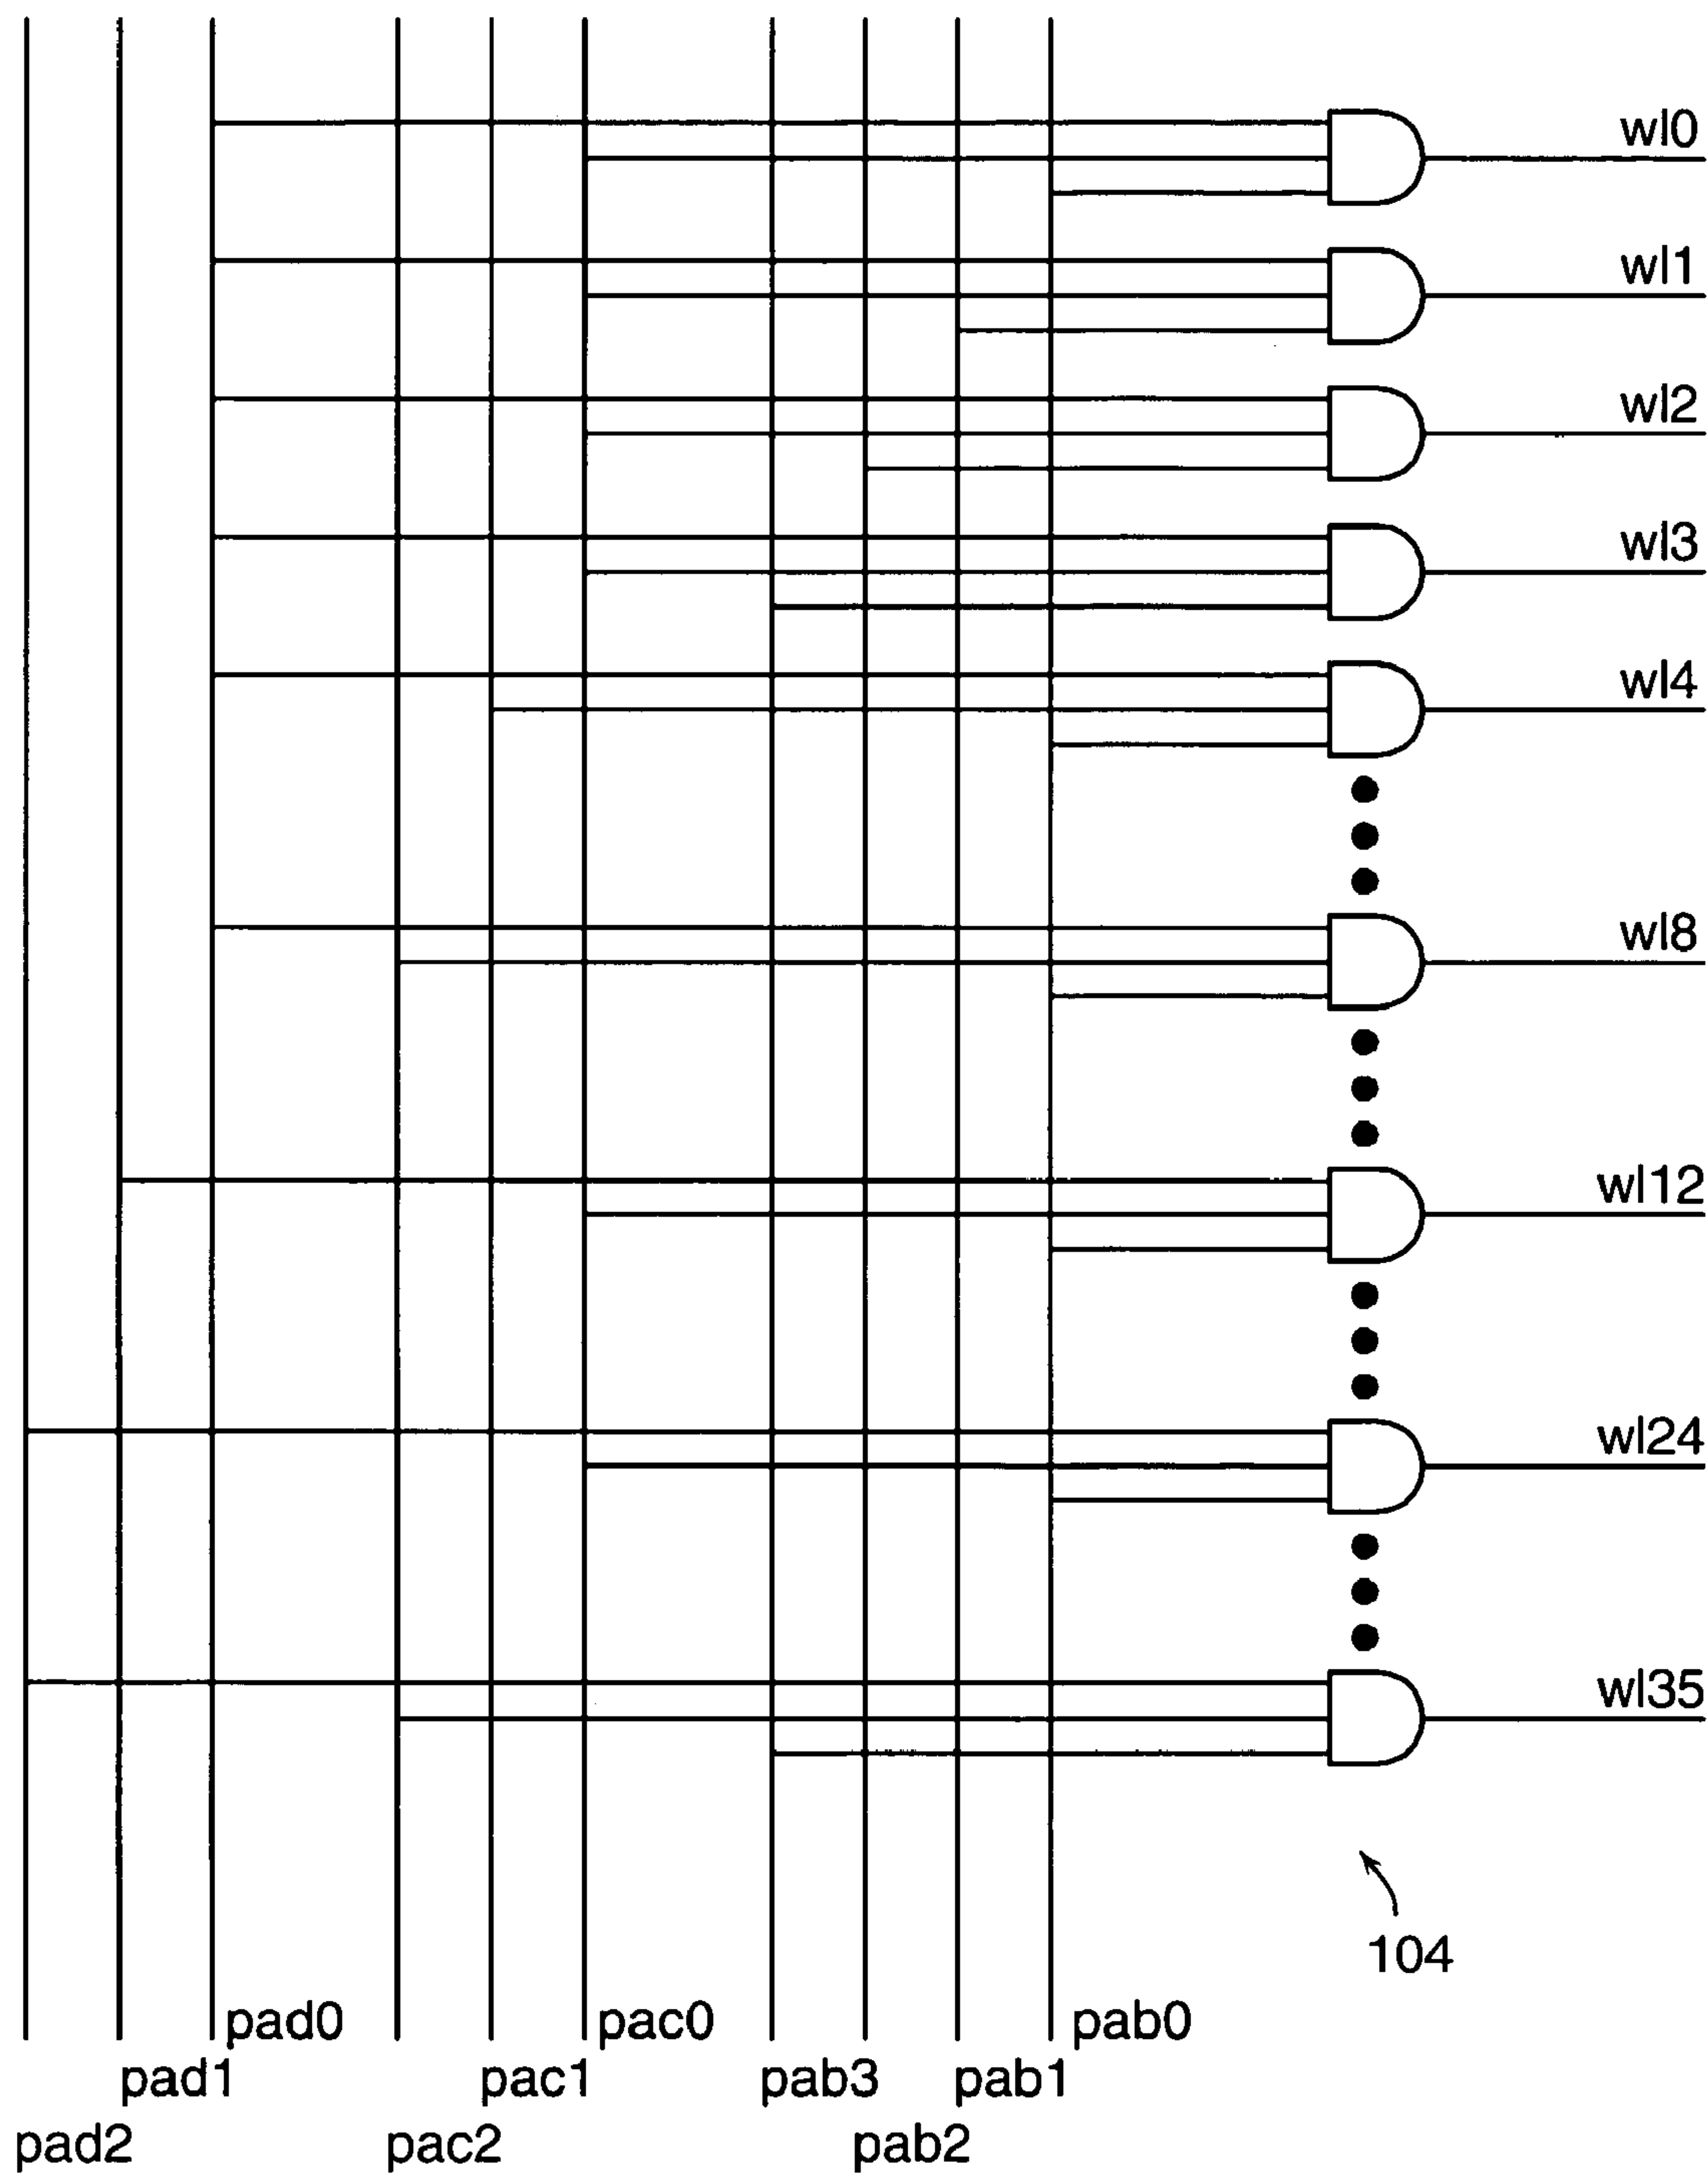 wl0
wl1
wl2
wl3
wl4
wl8
wl12
wl24
wl35
104
pad0 pac0 pab0
pad1 pac1 pab3 pab1
pad2 pac2 pab2